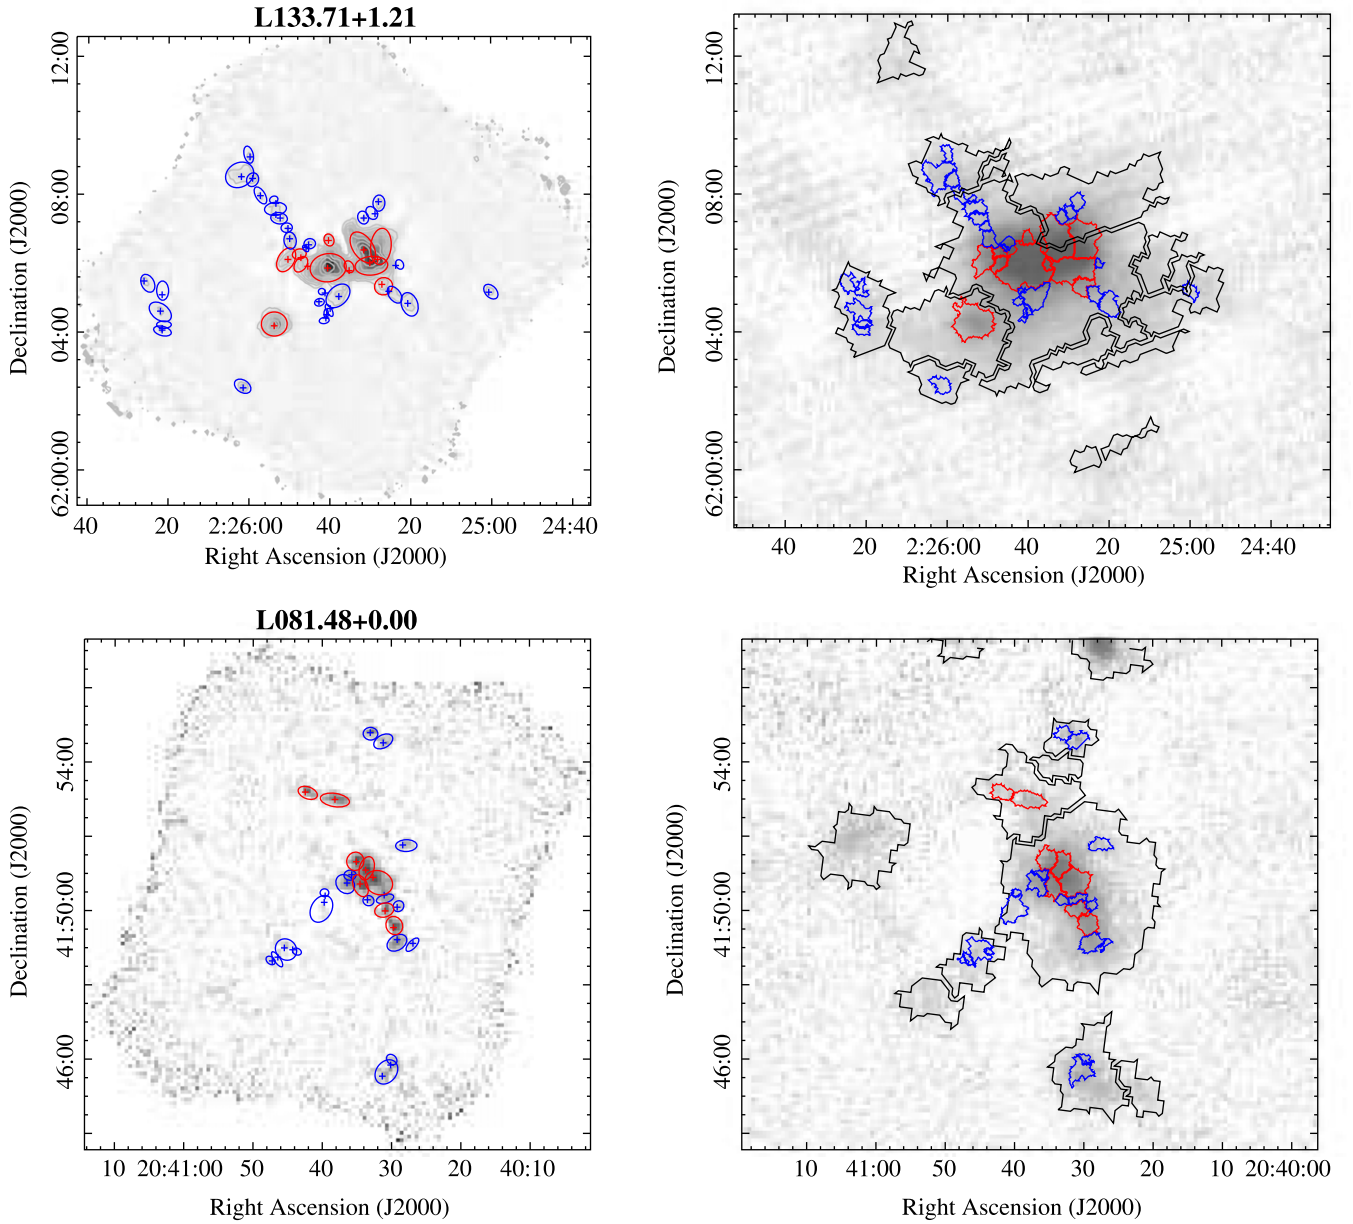 L133.71+1.21
12:00
08:00
04:00
62:00:00
Declination (J2000)
40 20 2:26:00 40 20 25:00 24:40
Right Ascension (J2000)
12:00
08:00
04:00
62:00:00
Declination (J2000)
40 20 2:26:00 40 20 25:00 24:40
Right Ascension (J2000)
L081.48+0.00
54:00
41:50:00
46:00
Declination (J2000)
10 20:41:00 50 40 30 20 40:10
Right Ascension (J2000)
54:00
41:50:00
46:00
Declination (J2000)
10 41:00 50 40 30 20 10 20:40:00
Right Ascension (J2000)